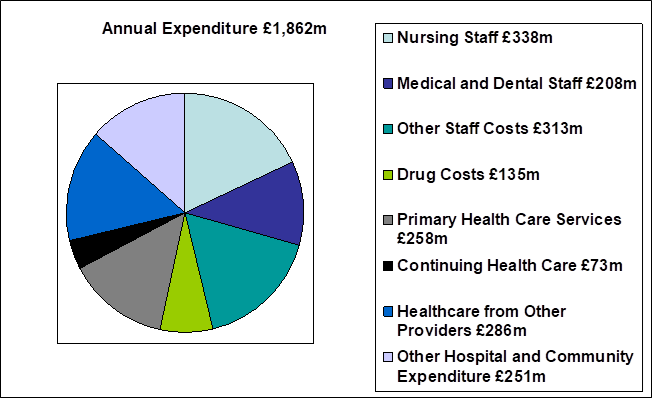 Annual Expenditure £1,862m
Nursing Staff £338m
Medical and Dental Staff £208m
Other Staff Costs £313m
Drug Costs £135m
Primary Health Care Services
£258m
Continuing Health Care £73m
Healthcare from Other
Providers £286m
Other Hospital and Community
Expenditure £251m